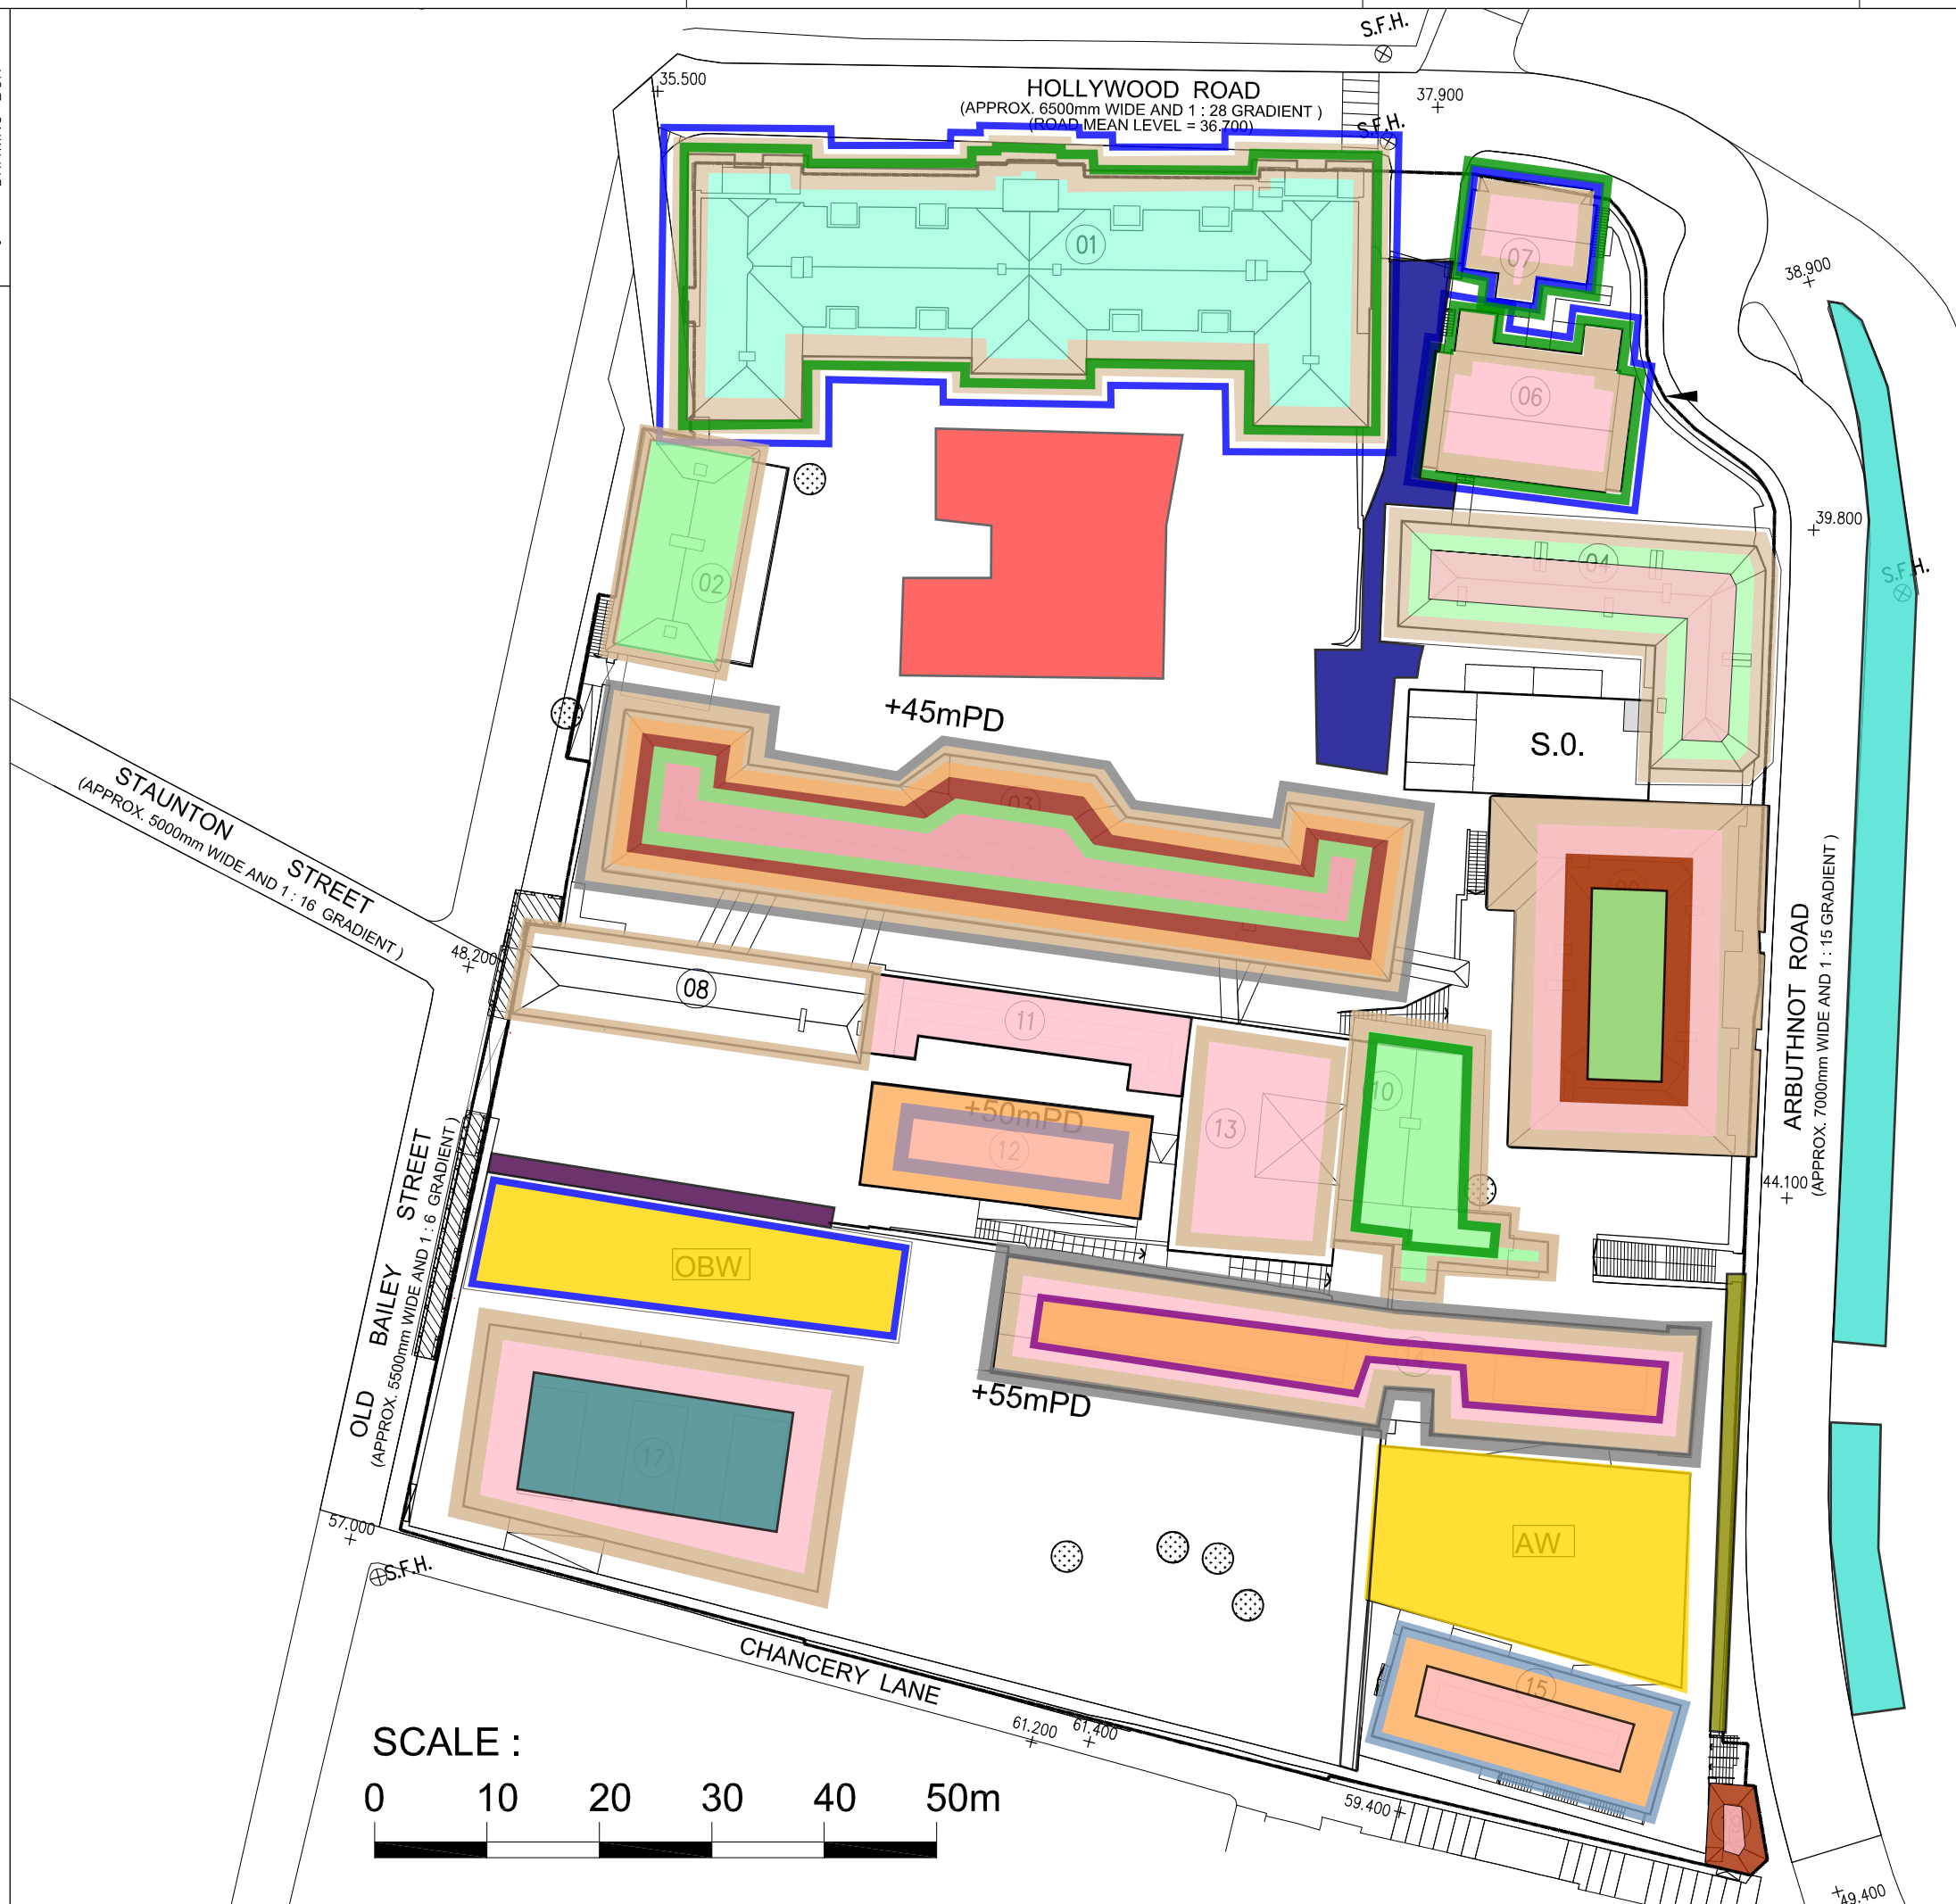 S.F.H.
35.500
HOLLYWOOD ROAD
(APPROX. 6500mm WIDE AND 1 : 28 GRADIENT )
(ROAD MEAN LEVEL = 36.700)
37.900
S.F.H.
01
07
38.900
06
39.800
02
04
S.F.H.
+45mPD
S.O.
03
STAUNTON STREET
(APPROX. 5000mm WIDE AND 1 : 16 GRADIENT )
48.200
08
11
10
13
+50mPD
12
ARBUTHNOT ROAD
(APPROX. 7000mm WIDE AND 1 : 15 GRADIENT )
44.100
OBW
OLD BAILEY STREET
(APPROX. 5500mm WIDE AND 1 : 6 GRADIENT )
+55mPD
17
AW
57.000
S.F.H.
CHANCERY LANE
15
61.200
61.400
59.400
SCALE :
0 10 20 30 40 50m
49.400